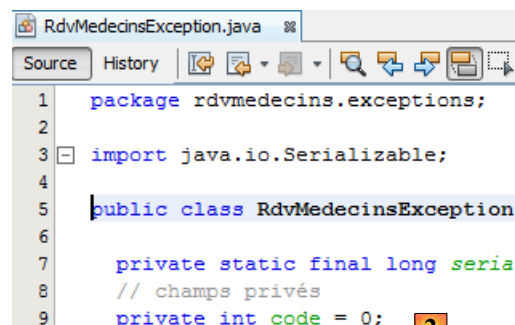 RdvMedecinsException.java
Source History
1 package rdvmedecins.exceptions;
2
3 import java.io.Serializable;
4
5 public class RdvMedecinsException
6
7 private static final long seria
8 // champs privés
9 private int code = 0;